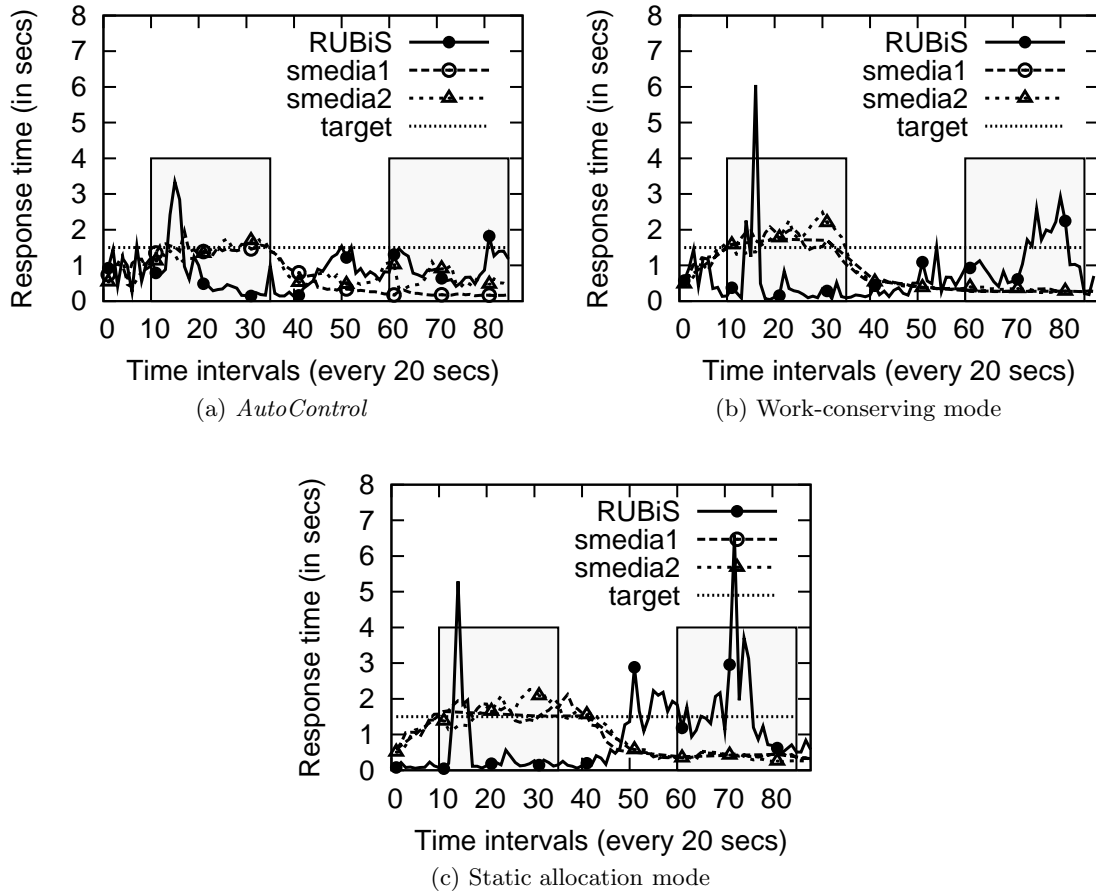 8
7
6
5
4
3
2
1
0
Response time (in secs)
RUBiS
smedia1
smedia2
target
0 10 20 30 40 50 60 70 80
Time intervals (every 20 secs)
(a) AutoControl
8
7
6
5
4
3
2
1
0
Response time (in secs)
RUBiS
smedia1
smedia2
target
0 10 20 30 40 50 60 70 80
Time intervals (every 20 secs)
(b) Work-conserving mode
8
7
6
5
4
3
2
1
0
Response time (in secs)
RUBiS
smedia1
smedia2
target
0 10 20 30 40 50 60 70 80
Time intervals (every 20 secs)
(c) Static allocation mode